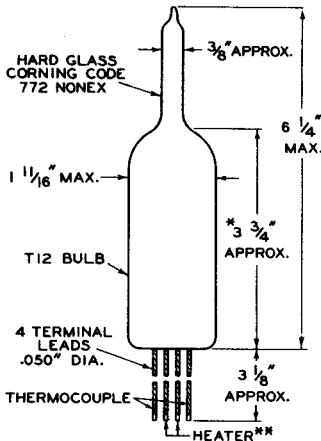 HARD GLASS
CORNING CODE
772 NONEX
3/8" APPROX.
6 1/4"
MAX.
1 11/16" MAX.
*3 3/4"
APPROX.
T12 BULB
4 TERMINAL
LEADS
.050" DIA.
3 1/8"
APPROX.
THERMOCOUPLE
HEATER**